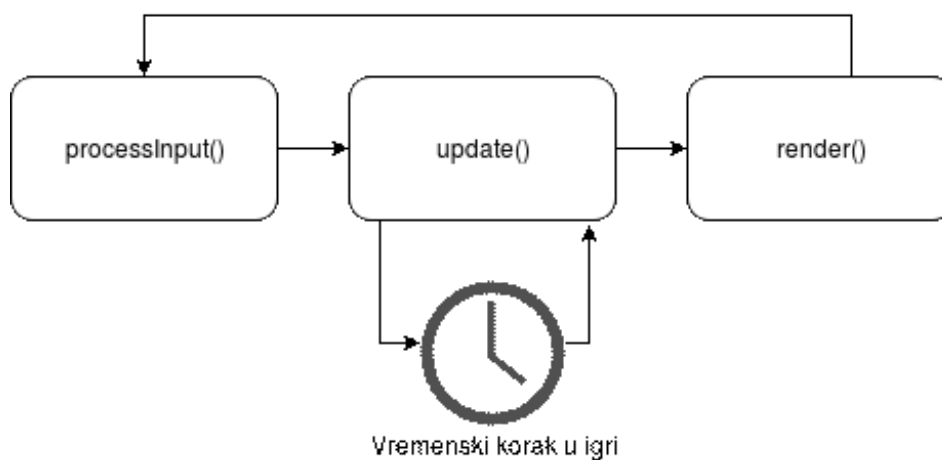 processInput()
update()
render()
Vremenski korak u igri